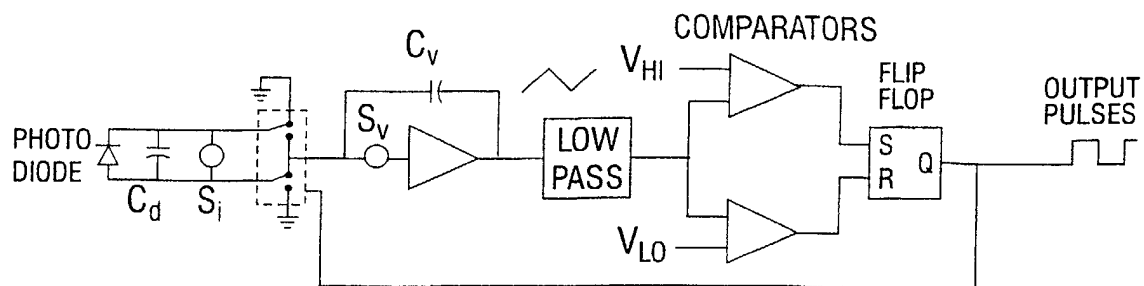 COMPARATORS
C_v
V_HI
FLIP
FLOP
OUTPUT
PULSES
PHOTO
DIODE
S_v
LOW
PASS
S
Q
R
C_d
S_i
V_LO